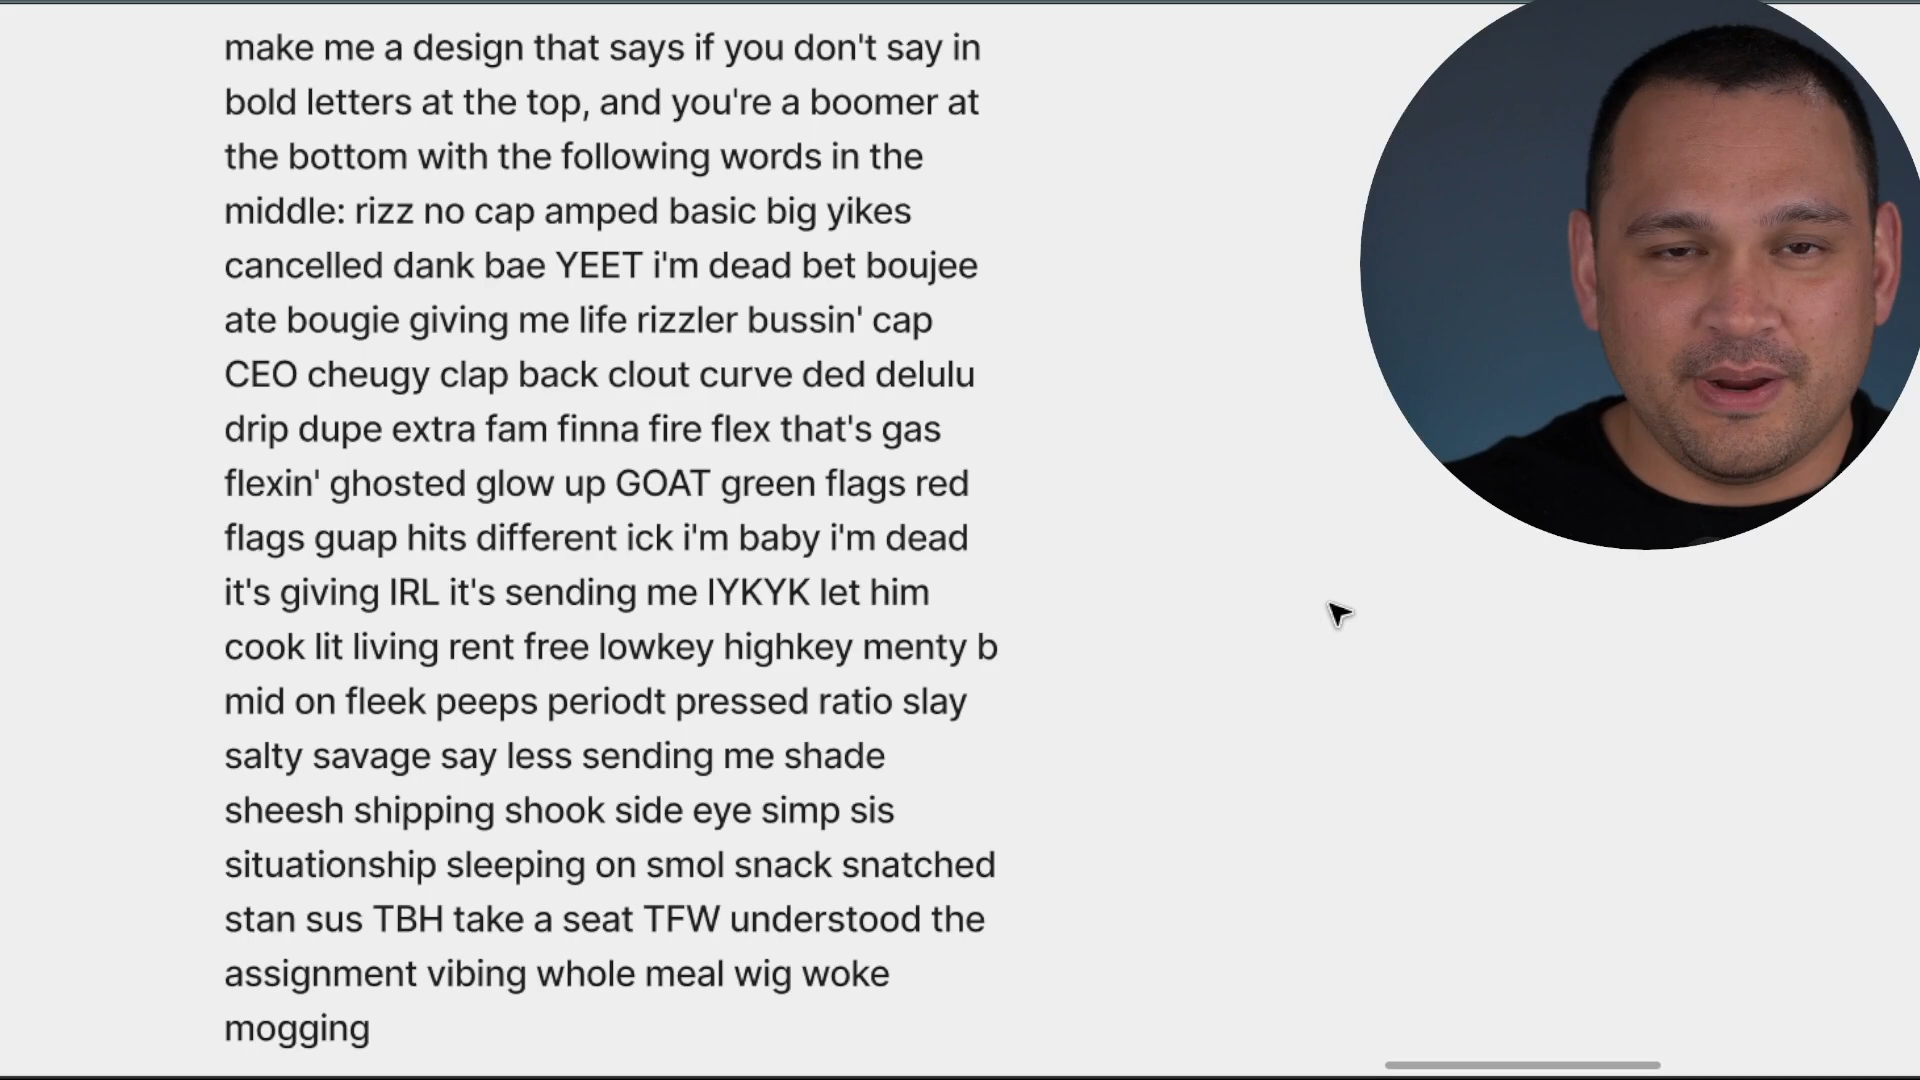 make me a design that says if you don't say in
bold letters at the top, and you're a boomer at
the bottom with the following words in the
middle: rizz no cap amped basic big yikes
cancelled dank bae YEET i'm dead bet boujee
ate bougie giving me life rizzler bussin' cap
CEO cheugy clap back clout curve ded delulu
drip dupe extra fam finna fire flex that's gas
flexin' ghosted glow up GOAT green flags red
flags guap hits different ick i'm baby i'm dead
it's giving IRL it's sending me IYKYK let him
cook lit living rent free lowkey highkey menty b
mid on fleek peeps periodt pressed ratio slay
salty savage say less sending me shade
sheesh shipping shook side eye simp sis
situationship sleeping on smol snack snatched
stan sus TBH take a seat TFW understood the
assignment vibing whole meal wig woke
mogging